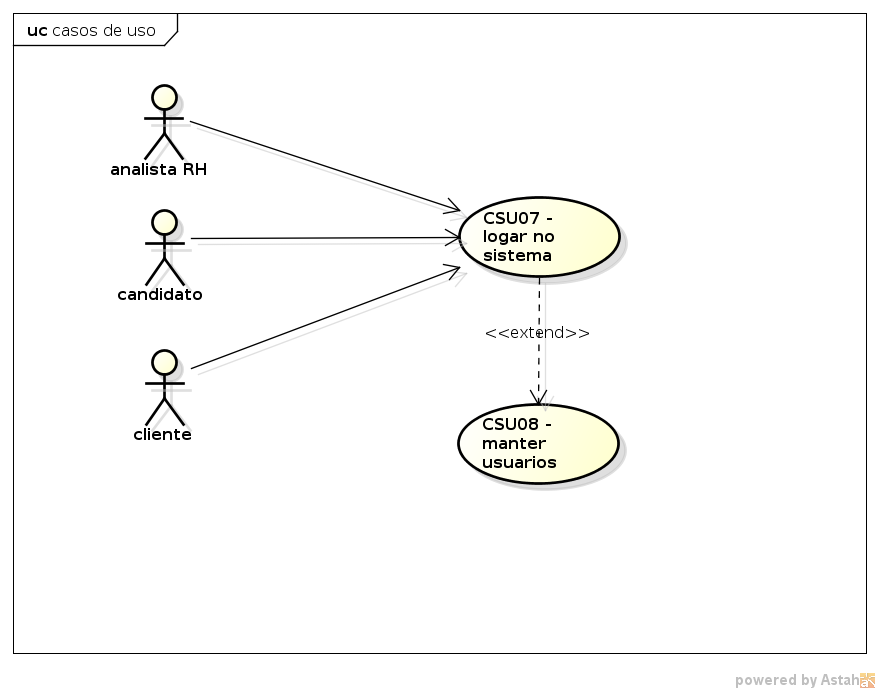 uc casos de uso
analista RH
CSU07 -
logar no
sistema
candidato
<<extend>>
cliente
CSU08 -
manter
usuarios
powered by Astah